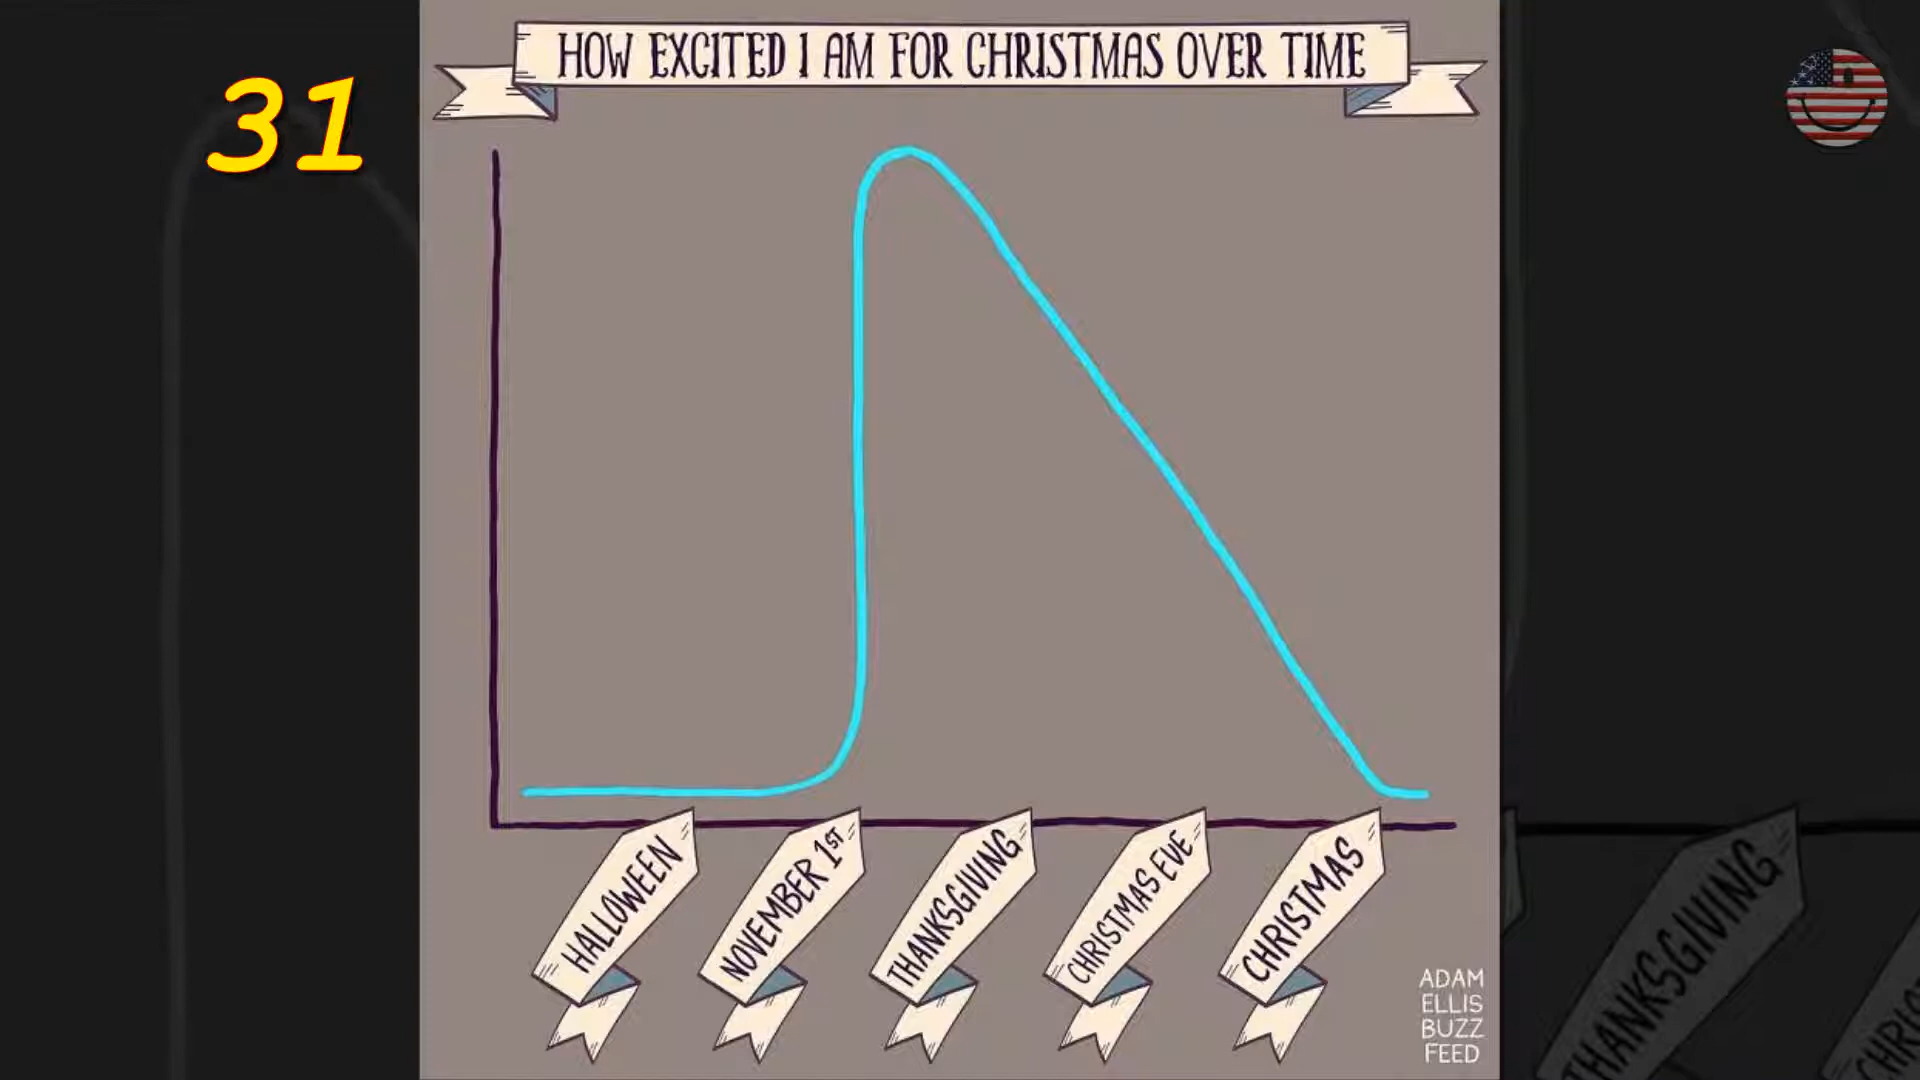 HOW EXCITED I AM FOR CHRISTMAS OVER TIME
31
HALLOWEEN
NOVEMBER 1ST
THANKSGIVING
CHRISTMAS EVE
CHRISTMAS
ADAM
ELLIS
BUZZ
FEED
THANKSGIVING